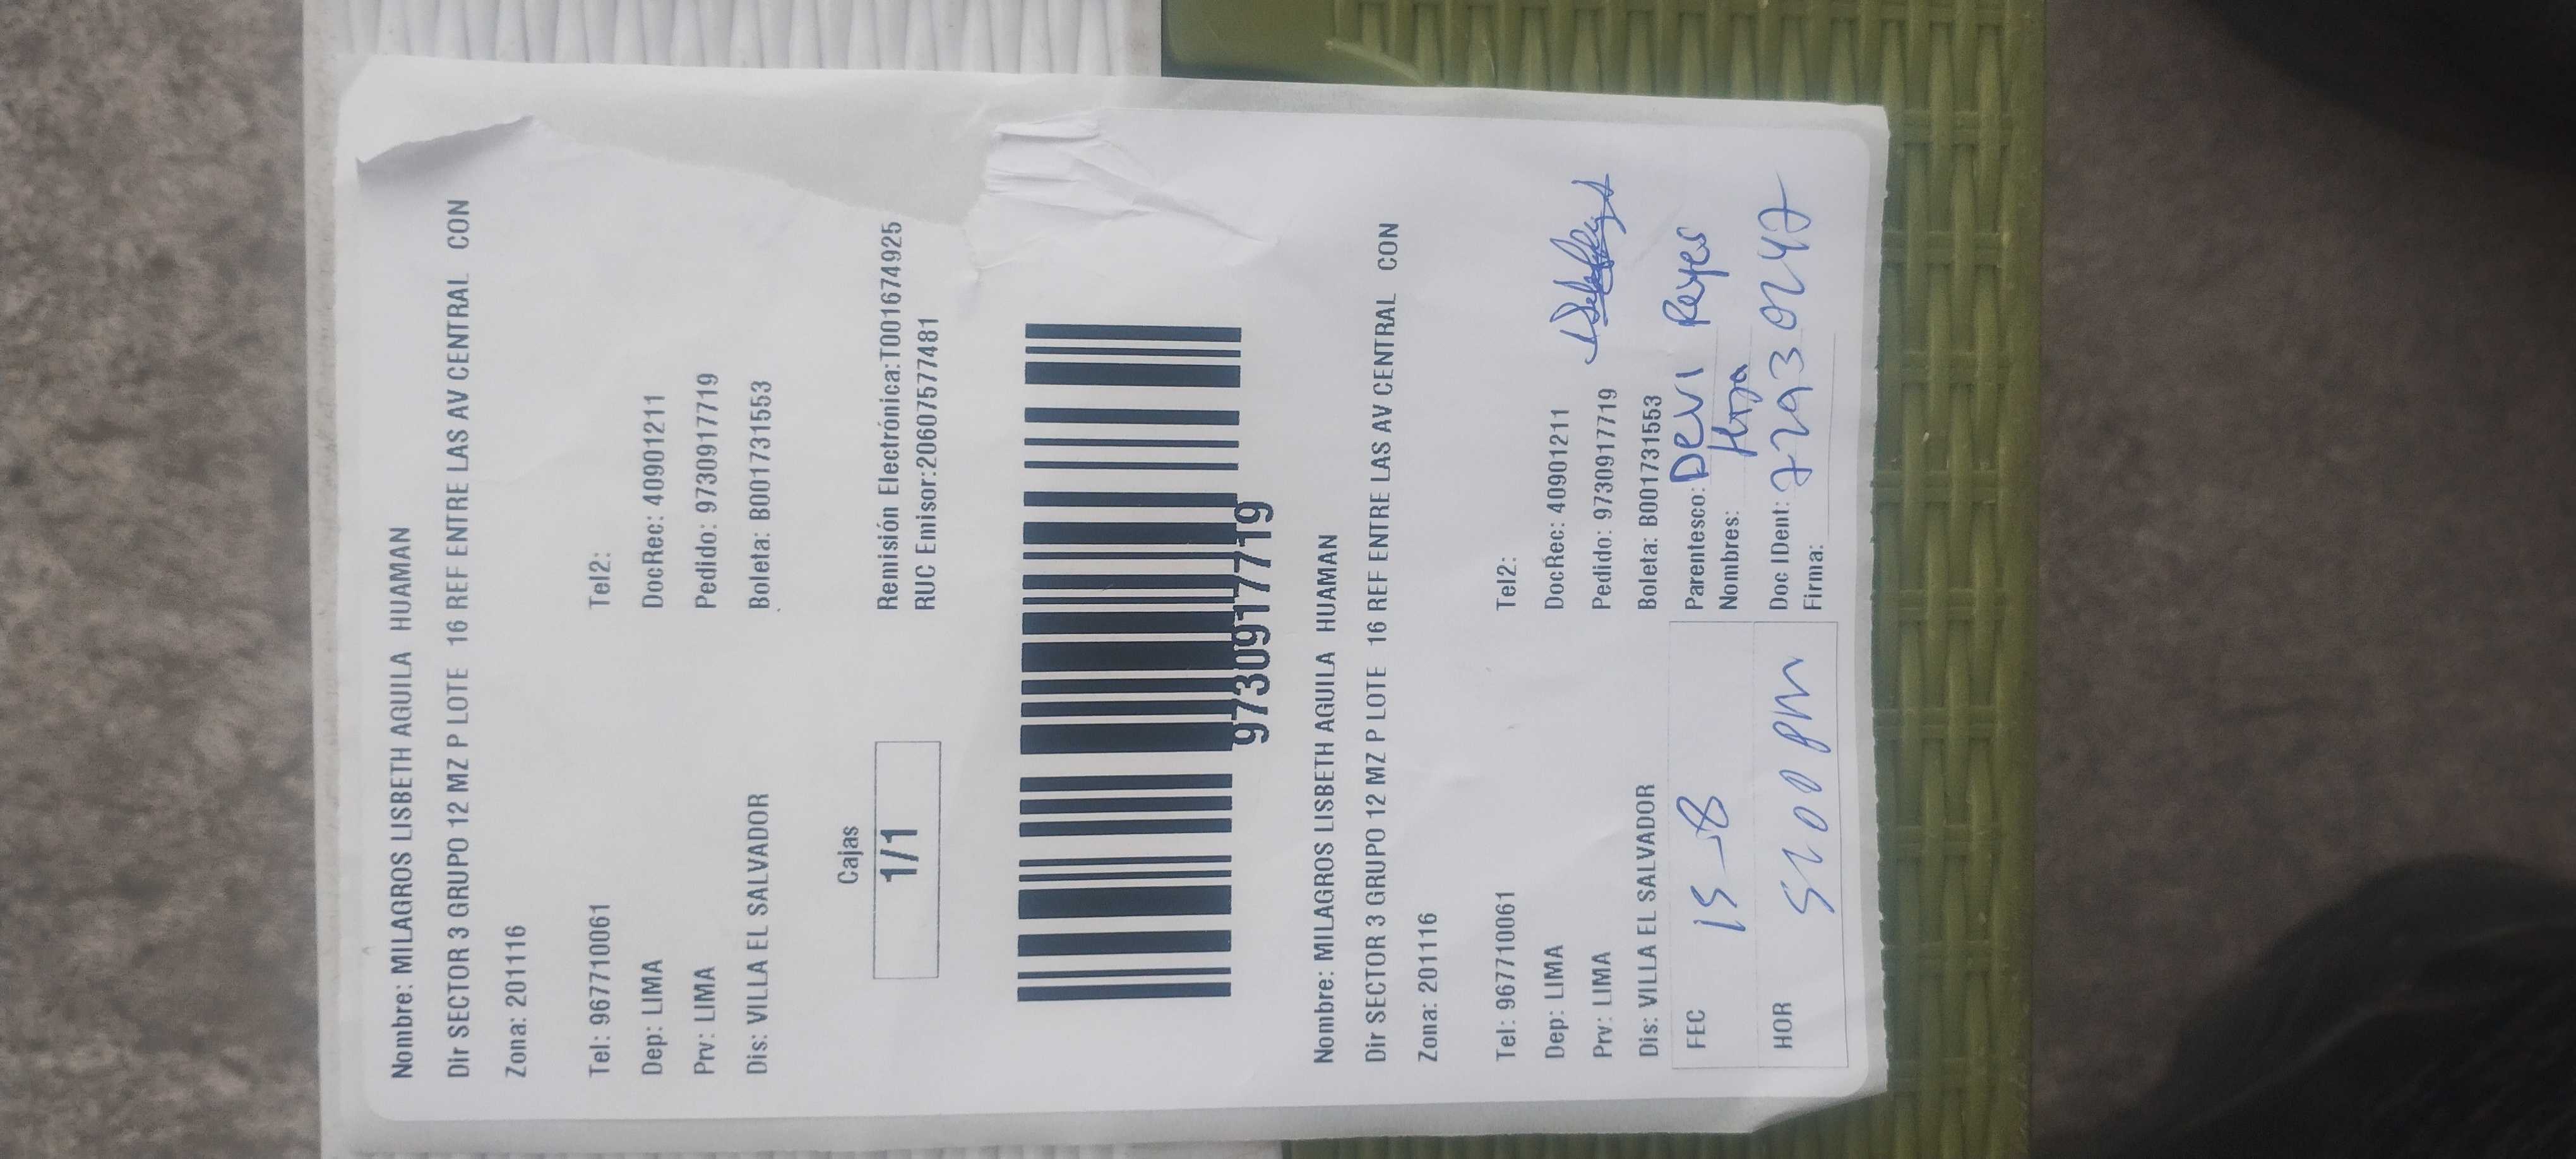 Nombre: MILAGROS LISBETH AGUILA HUAMAN
Dir SECTOR 3 GRUPO 12 MZ P LOTE 16 REF ENTRE LAS AV CENTRAL CON
Zona: 201116
Tel: 967710061 Tel2:
Dep: LIMA DocRec: 40901211
Prv: LIMA Pedido: 9730917719
Dis: VILLA EL SALVADOR Boleta: B001731553
Cajas
1/1
Remisión Electrónica:T001674925
RUC Emisor:20607577481
9730917719
Nombre: MILAGROS LISBETH AGUILA HUAMAN
Dir SECTOR 3 GRUPO 12 MZ P LOTE 16 REF ENTRE LAS AV CENTRAL CON
Zona: 201116
Tel: 967710061 Tel2:
Dep: LIMA DocRec: 40901211
Prv: LIMA Pedido: 9730917719
Dis: VILLA EL SALVADOR Boleta: B001731553
FEC 15-8 Parentesco: Devi Reyes
Nombres: Hija
HOR 5:00 PM Doc IDent: 72930247
Firma: